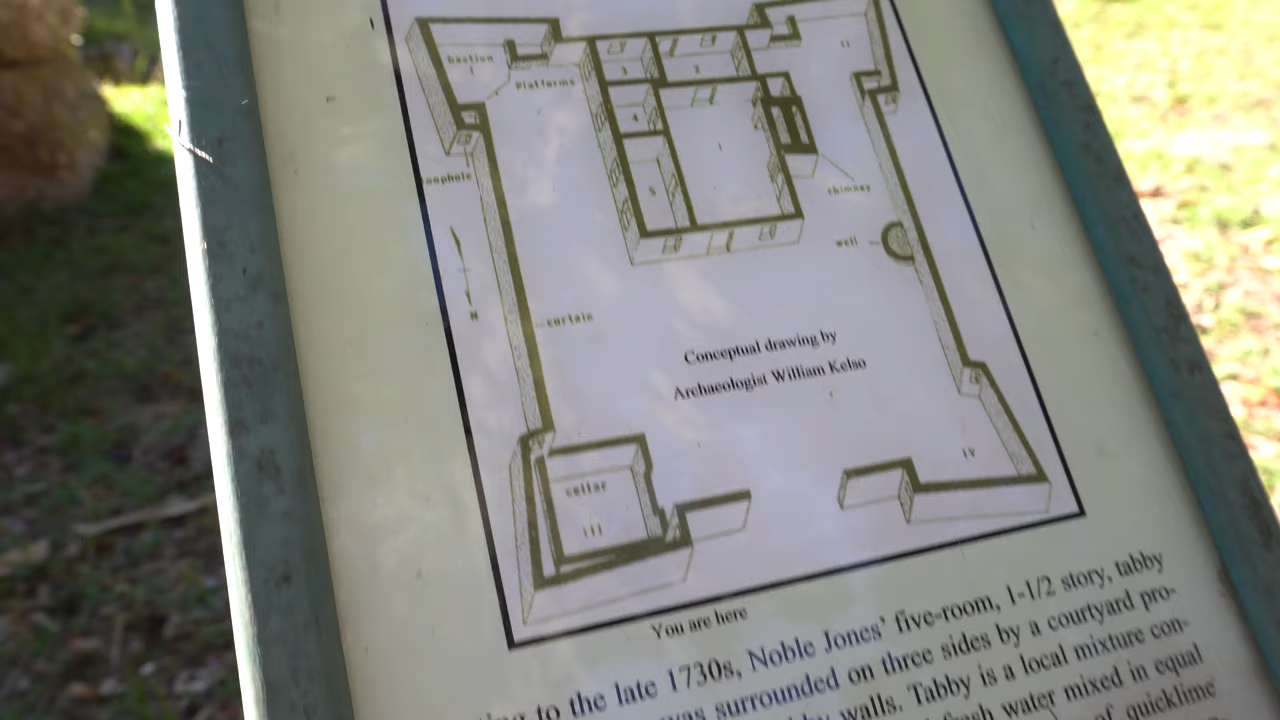 bastion
I
platforms
3
2
II
4
1
5
chimney
well
N
curtain
Conceptual drawing by
Archaeologist William Kelso
cellar
III
IV
You are here
to the late 1730s, Noble Jones' five-room, 1-1/2 story, tabby
was surrounded on three sides by a courtyard pro-
walls. Tabby is a local mixture con-
fresh water mixed in equal
of quicklime